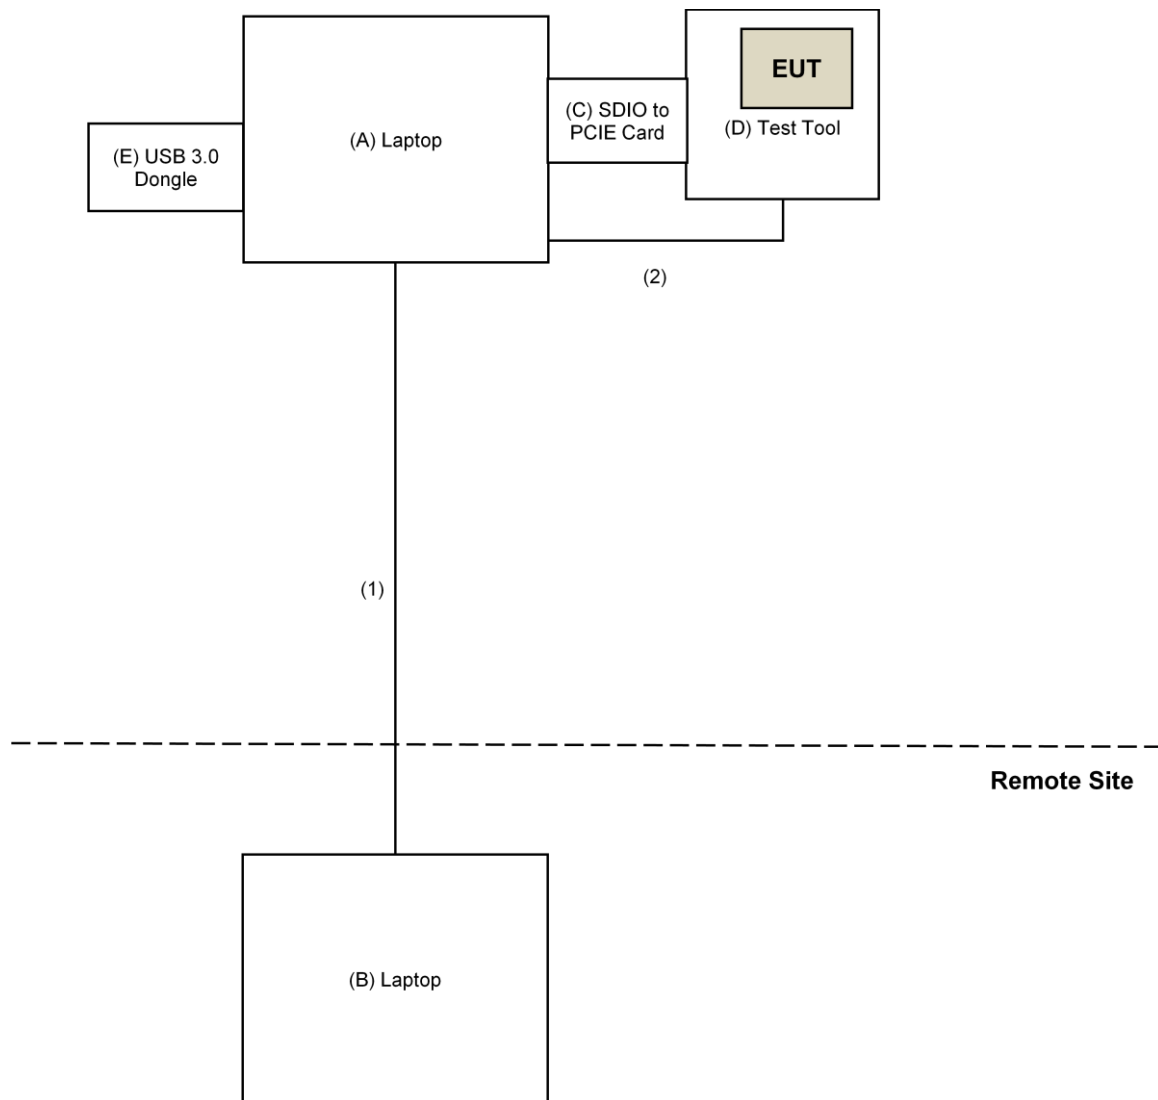 EUT
(C) SDIO to
PCIE Card
(D) Test Tool
(A) Laptop
(E) USB 3.0
Dongle
(2)
(1)
Remote Site
(B) Laptop